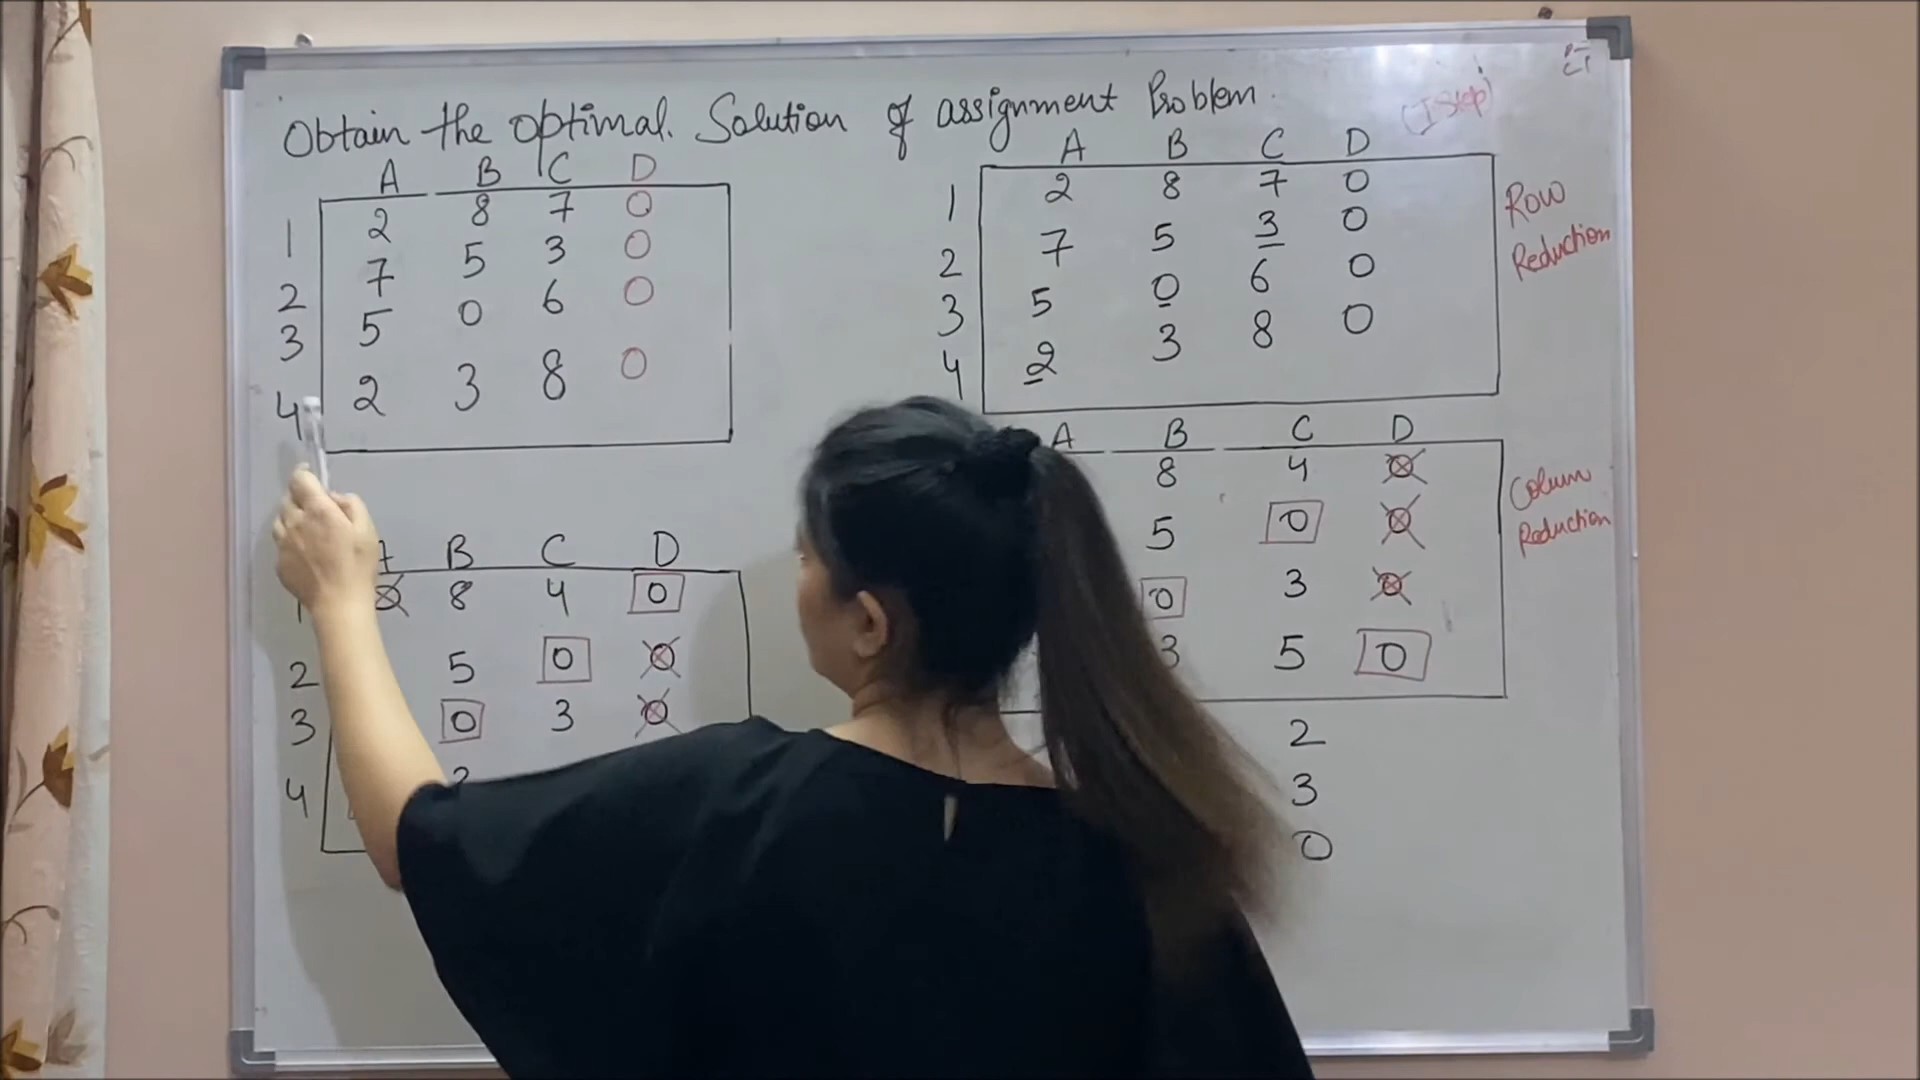 Obtain the optimal. Solution of assignment Problem.
(I Step)
A B C D
1 2 8 7 0
2 7 5 3 0
3 5 0 6 0
4 2 3 8 0
A B C D
1 2 8 7 0
2 7 5 3 0
3 5 0 6 0
4 2 3 8 0
Row
Reduction
A B C D
8 4 0
5 0 0
0 3 0
3 5 0
Colum
Reduction
B C D
1 0 8 4 0
2 5 0 0
3 0 3 0
4
2
3
0